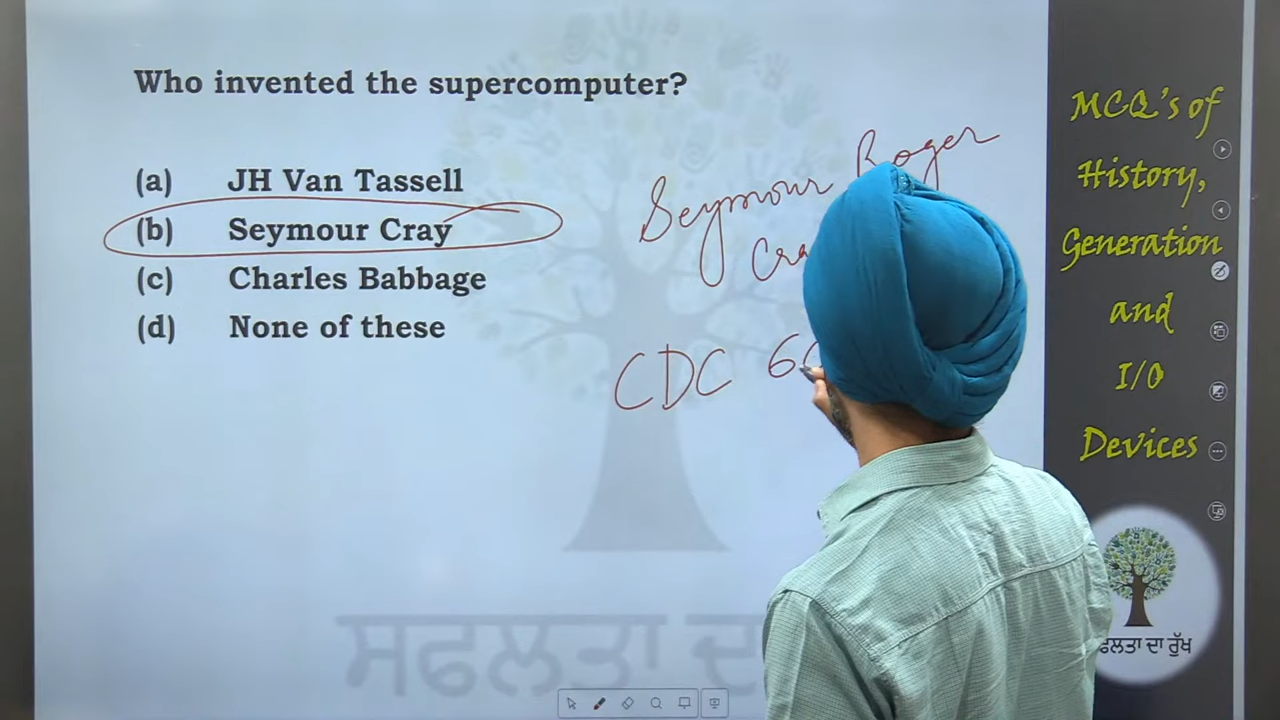 Who invented the supercomputer?
(a) JH Van Tassell
(b) Seymour Cray
(c) Charles Babbage
(d) None of these
Seymour Roger
CDC
MCQ's of
History,
Generation
and
I/O
Devices
ਸਫਲਤਾ ਦਾ
ਦਾ ਰੁੱਖ